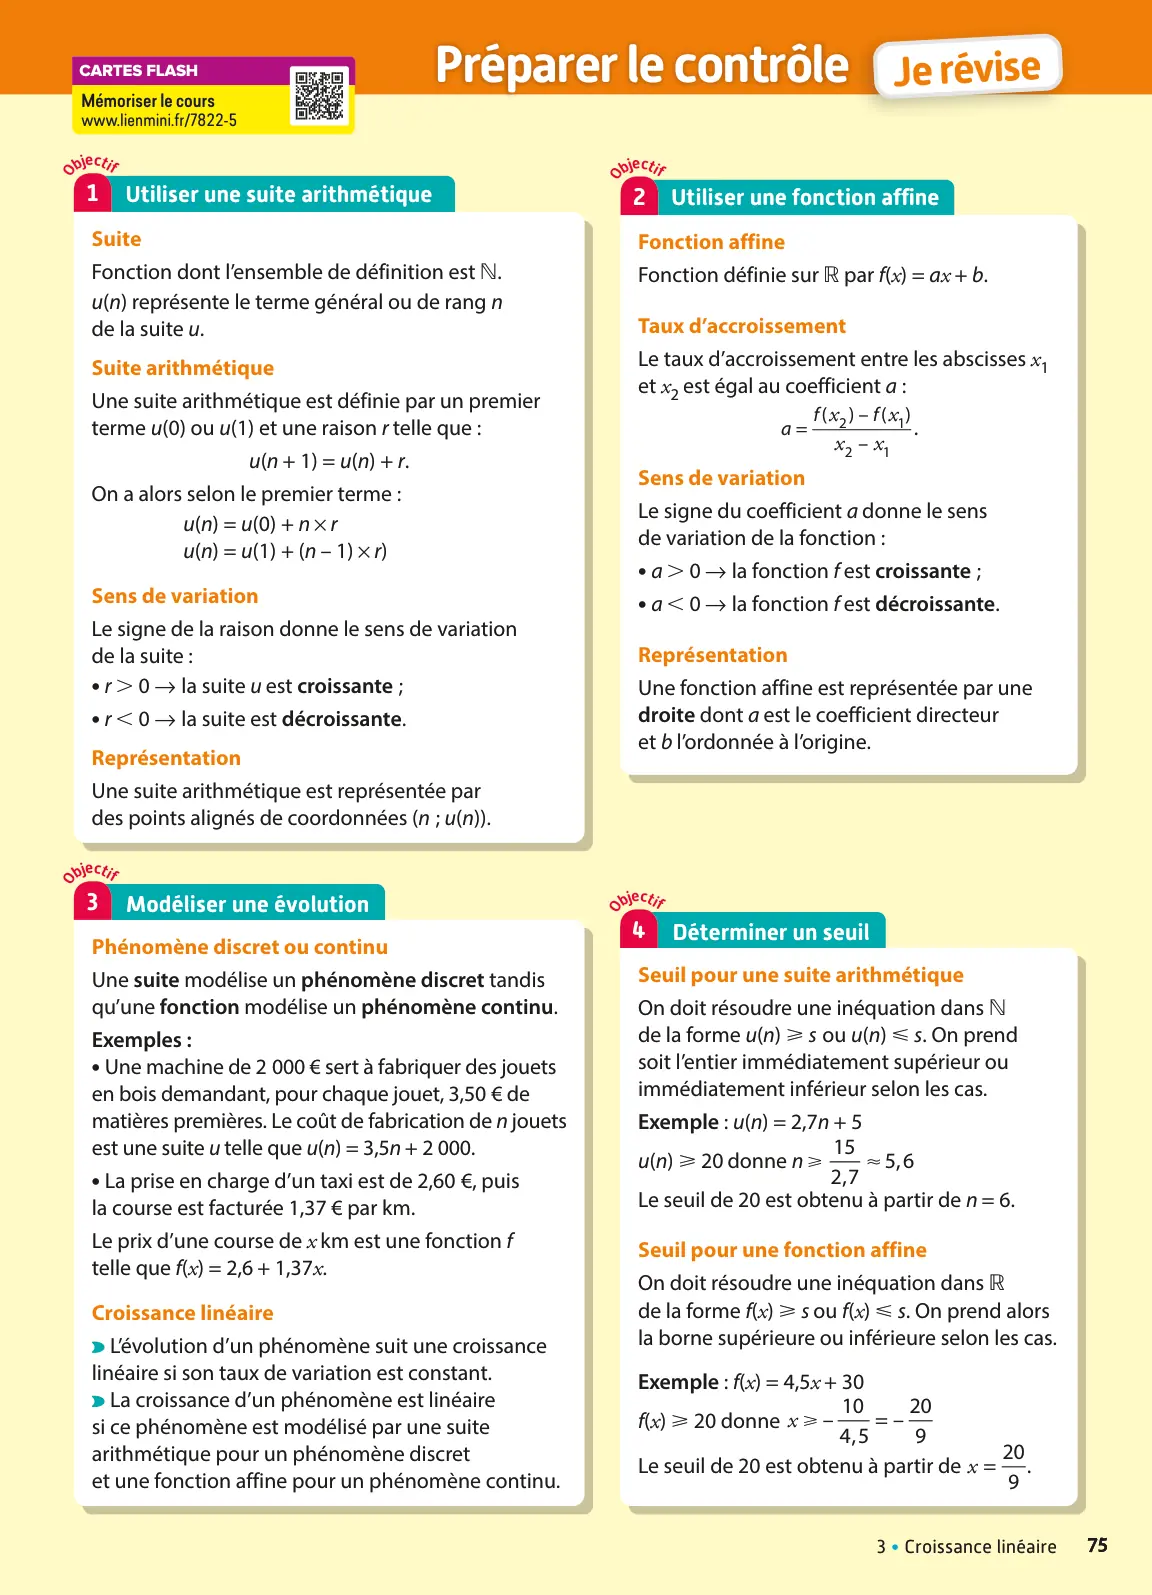 Préparer le contrôle
Je révise
CARTES FLASH
Mémoriser le cours
www.lienmini.fr/7822-5
Objectif
1 Utiliser une suite arithmétique
Suite
Fonction dont l’ensemble de définition est ℕ.
u(n) représente le terme général ou de rang n
de la suite u.
Suite arithmétique
Une suite arithmétique est définie par un premier
terme u(0) ou u(1) et une raison r telle que :
u(n + 1) = u(n) + r.
On a alors selon le premier terme :
u(n) = u(0) + n × r
u(n) = u(1) + (n – 1) × r)
Sens de variation
Le signe de la raison donne le sens de variation
de la suite :
• r > 0 → la suite u est croissante ;
• r < 0 → la suite est décroissante.
Représentation
Une suite arithmétique est représentée par
des points alignés de coordonnées (n ; u(n)).
Objectif
2 Utiliser une fonction affine
Fonction affine
Fonction définie sur ℝ par f(x) = ax + b.
Taux d’accroissement
Le taux d’accroissement entre les abscisses x₁
et x₂ est égal au coefficient a :
a = (f(x₂) – f(x₁)) / (x₂ – x₁).
Sens de variation
Le signe du coefficient a donne le sens
de variation de la fonction :
• a > 0 → la fonction f est croissante ;
• a < 0 → la fonction f est décroissante.
Représentation
Une fonction affine est représentée par une
droite dont a est le coefficient directeur
et b l’ordonnée à l’origine.
Objectif
3 Modéliser une évolution
Phénomène discret ou continu
Une suite modélise un phénomène discret tandis
qu’une fonction modélise un phénomène continu.
Exemples :
• Une machine de 2 000 € sert à fabriquer des jouets
en bois demandant, pour chaque jouet, 3,50 € de
matières premières. Le coût de fabrication de n jouets
est une suite u telle que u(n) = 3,5n + 2 000.
• La prise en charge d’un taxi est de 2,60 €, puis
la course est facturée 1,37 € par km.
Le prix d’une course de x km est une fonction f
telle que f(x) = 2,6 + 1,37x.
Croissance linéaire
L’évolution d’un phénomène suit une croissance
linéaire si son taux de variation est constant.
La croissance d’un phénomène est linéaire
si ce phénomène est modélisé par une suite
arithmétique pour un phénomène discret
et une fonction affine pour un phénomène continu.
Objectif
4 Déterminer un seuil
Seuil pour une suite arithmétique
On doit résoudre une inéquation dans ℕ
de la forme u(n) ⩾ s ou u(n) ⩽ s. On prend
soit l’entier immédiatement supérieur ou
immédiatement inférieur selon les cas.
Exemple : u(n) = 2,7n + 5
u(n) ⩾ 20 donne n ⩾ 15/2,7 ≈ 5,6
Le seuil de 20 est obtenu à partir de n = 6.
Seuil pour une fonction affine
On doit résoudre une inéquation dans ℝ
de la forme f(x) ⩾ s ou f(x) ⩽ s. On prend alors
la borne supérieure ou inférieure selon les cas.
Exemple : f(x) = 4,5x + 30
f(x) ⩾ 20 donne x ⩾ – 10/4,5 = – 20/9
Le seuil de 20 est obtenu à partir de x = 20/9.
3 • Croissance linéaire 75